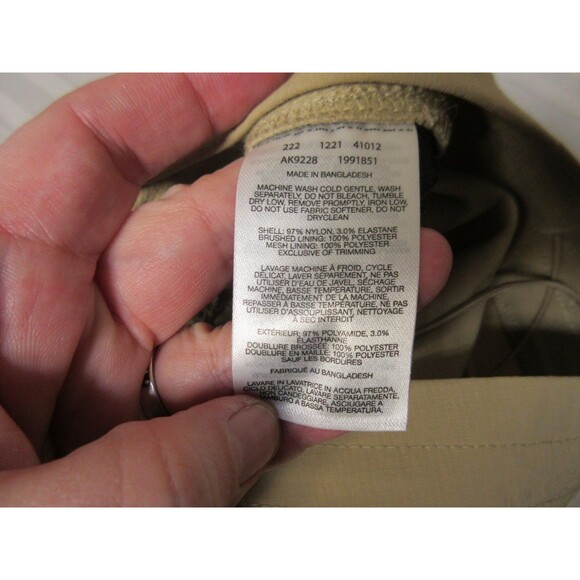 222 1221 41012
AK9228 1991851
MADE IN BANGLADESH
MACHINE WASH COLD GENTLE, WASH
SEPARATELY, DO NOT BLEACH, TUMBLE
DRY LOW, REMOVE PROMPTLY, IRON LOW,
DO NOT USE FABRIC SOFTENER, DO NOT
DRYCLEAN
SHELL: 97% NYLON, 3.0% ELASTANE
BRUSHED LINING: 100% POLYESTER
MESH LINING: 100% POLYESTER
EXCLUSIVE OF TRIMMING
LAVAGE MACHINE À FROID, CYCLE
DÉLICAT, LAVER SÉPARÉMENT, NE PAS
UTILISER D'EAU DE JAVEL, SÉCHAGE
MACHINE, BASSE TEMPÉRATURE, SORTIR
IMMÉDIATEMENT DE LA MACHINE,
REPASSER À BASSE TEMPÉRATURE, NE PAS
UTILISER D'ASSOUPLISSANT, NETTOYAGE
À SEC INTERDIT
EXTÉRIEUR: 97% POLYAMIDE, 3.0%
ÉLASTHANNE
DOUBLURE BROSSÉE: 100% POLYESTER
DOUBLURE EN MAILLE: 100% POLYESTER
SAUF LES BORDURES
FABRIQUÉ AU BANGLADESH
LAVARE IN LAVATRICE IN ACQUA FREDDA,
CICLO DELICATO, LAVARE SEPARATAMENTE,
NON CANDEGGIARE, ASCIUGARE A
TAMBURO A BASSA TEMPERATURA,